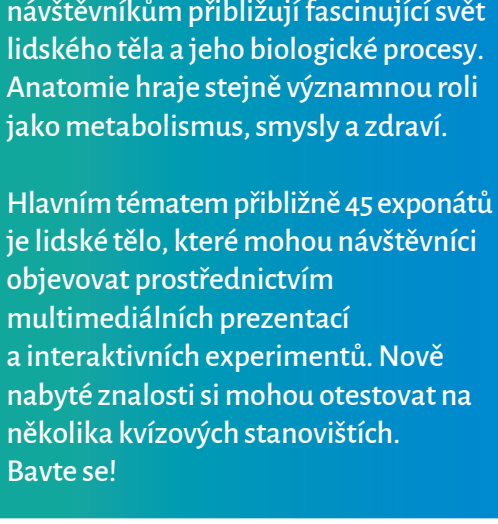 návštěvníkům přibližují fascinující svět
lidského těla a jeho biologické procesy.
Anatomie hraje stejně významnou roli
jako metabolismus, smysly a zdraví.
Hlavním tématem přibližně 45 exponátů
je lidské tělo, které mohou návštěvníci
objevovat prostřednictvím
multimediálních prezentací
a interaktivních experimentů. Nově
nabyté znalosti si mohou otestovat na
několika kvízových stanovištích.
Bavte se!